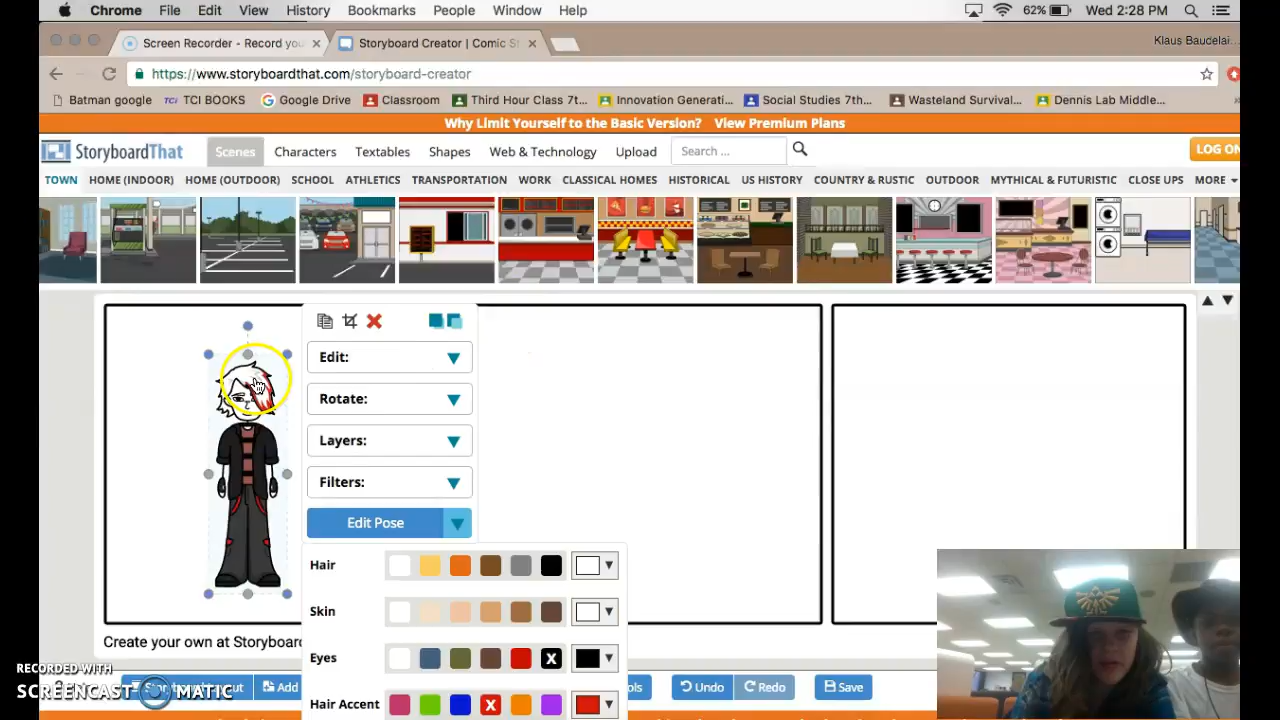 Chrome File Edit View History Bookmarks People Window Help 62% Wed 2:28 PM
Screen Recorder - Record you Storyboard Creator | Comic St Klaus Baudelai...
https://www.storyboardthat.com/storyboard-creator
Batman google TCI TCI BOOKS Google Drive Classroom Third Hour Class 7t... Innovation Generati... Social Studies 7th... Wasteland Survival... Dennis Lab Middle...
Why Limit Yourself to the Basic Version? View Premium Plans
StoryboardThat Scenes Characters Textables Shapes Web & Technology Upload Search ... LOG ON
TOWN HOME (INDOOR) HOME (OUTDOOR) SCHOOL ATHLETICS TRANSPORTATION WORK CLASSICAL HOMES HISTORICAL US HISTORY COUNTRY & RUSTIC OUTDOOR MYTHICAL & FUTURISTIC CLOSE UPS MORE
Edit:
Rotate:
Layers:
Filters:
Edit Pose
Hair
Skin
Eyes X
Hair Accent X
Create your own at Storyboard
RECORDED WITH
SCREENCAST MATIC
Add Undo Redo Save